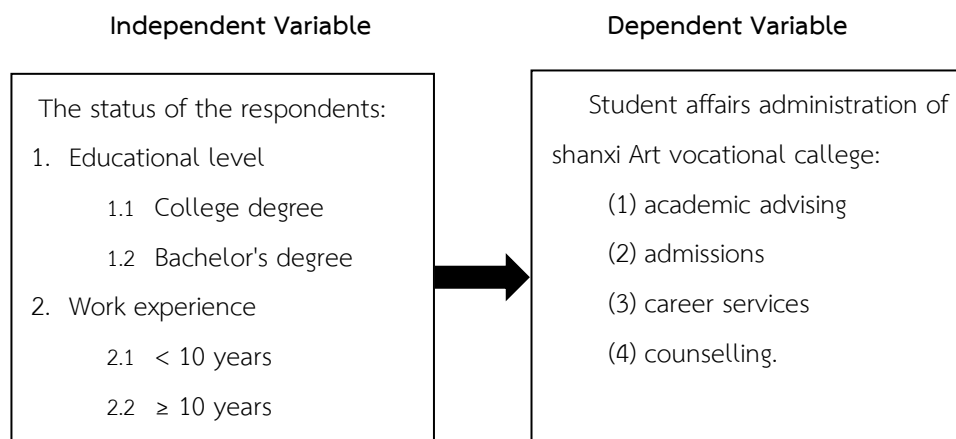 Independent Variable
Dependent Variable
The status of the respondents:
1. Educational level
1.1 College degree
1.2 Bachelor's degree
2. Work experience
2.1 < 10 years
2.2 ≥ 10 years
Student affairs administration of
shanxi Art vocational callege:
(1) academic advising
(2) admissions
(3) career services
(4) counselling.